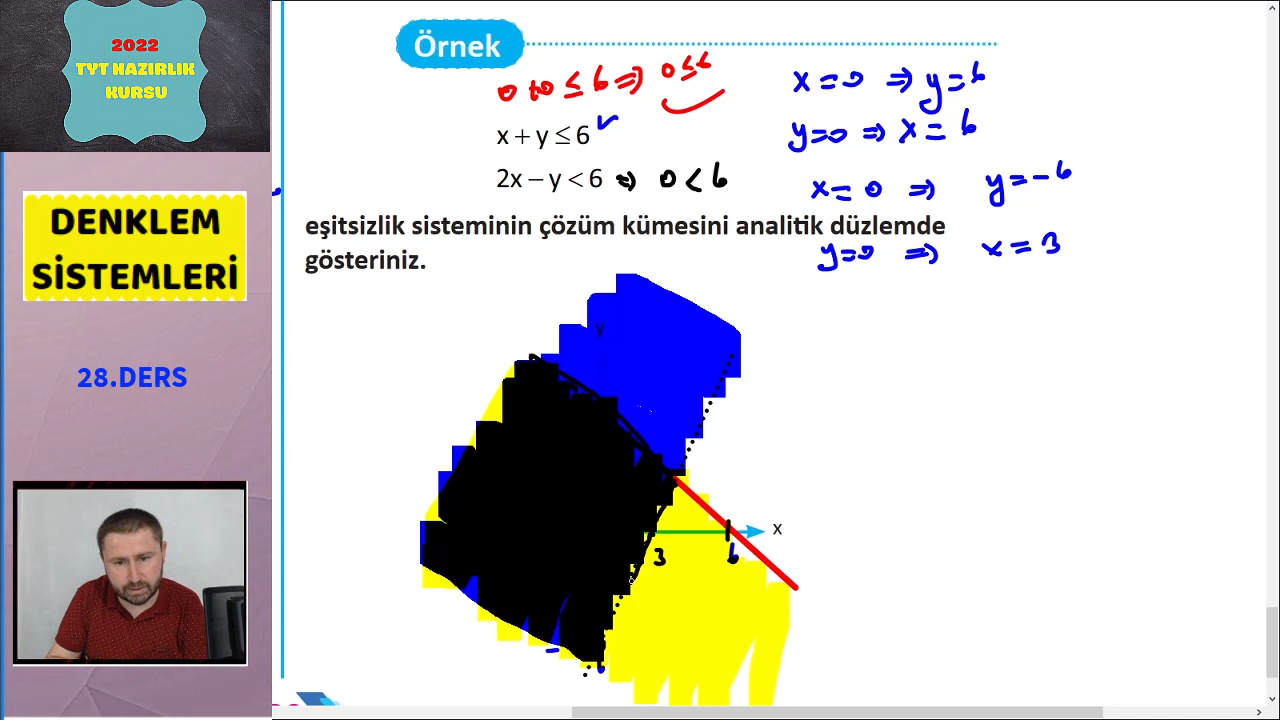 2022
TYT HAZIRLIK
KURSU
DENKLEM
SİSTEMLERİ
28.DERS
Örnek
0+0 ≤ 6 ⇒ 0 ≤ 6
x + y ≤ 6 ✓
2x − y < 6 ⇒ 0 < 6
x = 0 ⇒ y = 6
y = 0 ⇒ x = 6
x = 0 ⇒ y = −6
y = 0 ⇒ x = 3
eşitsizlik sisteminin çözüm kümesini analitik düzlemde
gösteriniz.
y
x
3
6